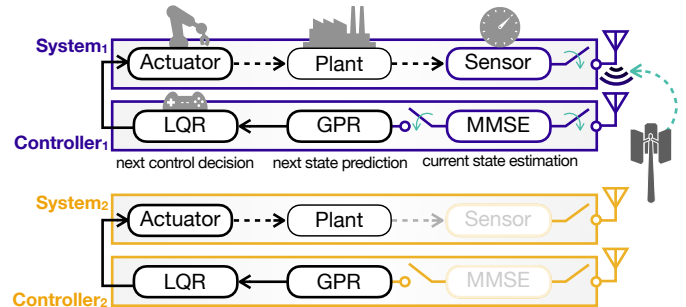 System1
Actuator Plant Sensor
LQR GPR MMSE
Controller1
next control decision next state prediction current state estimation
System2
Actuator Plant Sensor
LQR GPR MMSE
Controller2